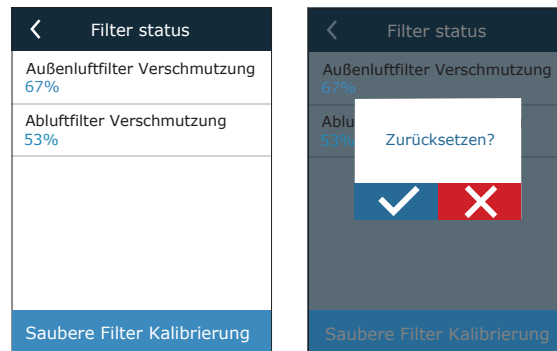 Filter status
Außenluftfilter Verschmutzung
67%
Abluftfilter Verschmutzung
53%
Saubere Filter Kalibrierung
Filter status
Außenluftfilter Verschmutzung
67%
Ablu
53%
Zurücksetzen?
Saubere Filter Kalibrierung